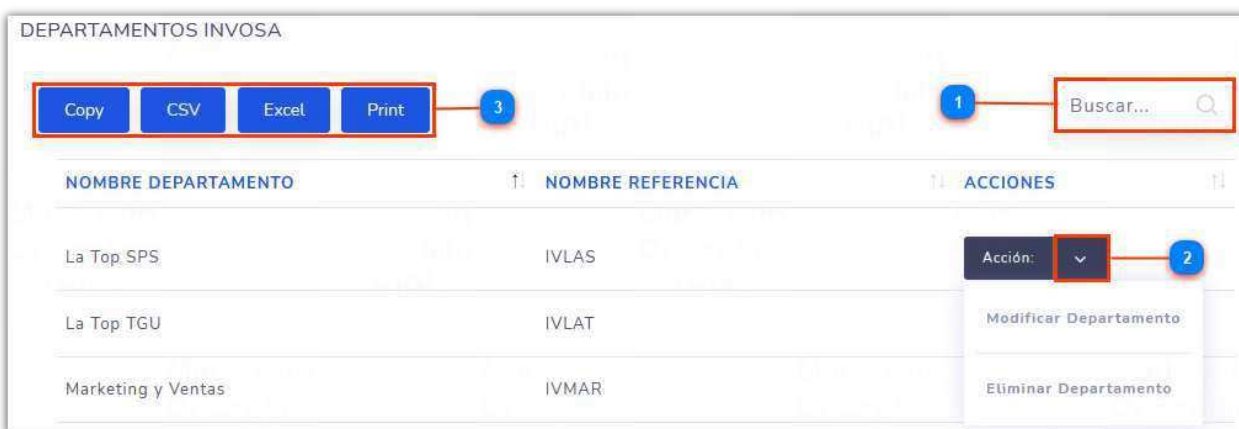 DEPARTAMENTOS INVOSA
Copy CSV Excel Print 3 1 Buscar...
NOMBRE DEPARTAMENTO NOMBRE REFERENCIA ACCIONES
La Top SPS IVLAS Acción: 2
La Top TGU IVLAT Modificar Departamento
Marketing y Ventas IVMAR Eliminar Departamento